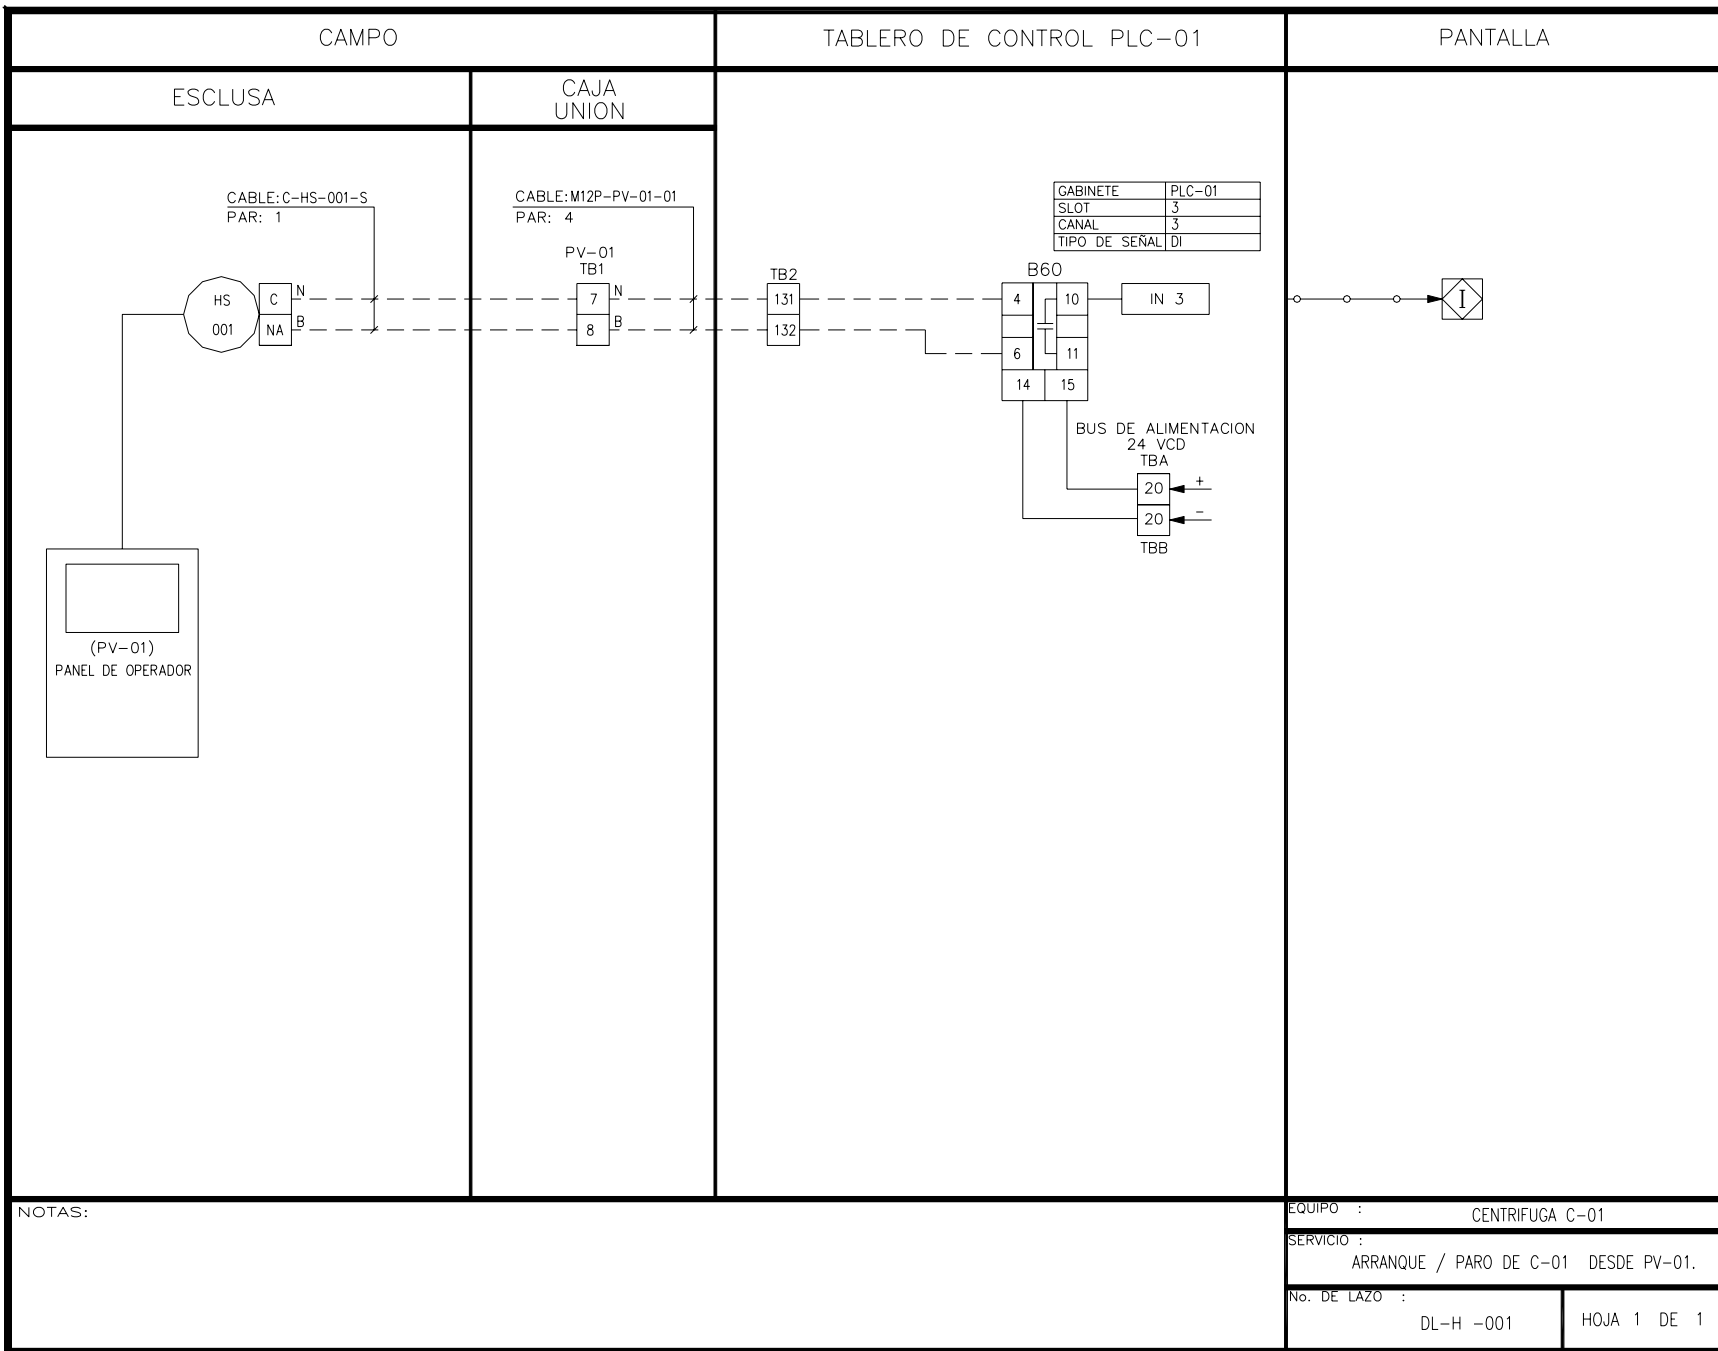 CAMPO
TABLERO DE CONTROL PLC-01
PANTALLA
ESCLUSA
CAJA
UNION
CABLE:C-HS-001-S
PAR: 1
CABLE:M12P-PV-01-01
PAR: 4
GABINETE PLC-01
SLOT 3
CANAL 3
TIPO DE SEÑAL DI
PV-01
TB1
TB2
B60
HS
001
C N
NA B
7 N
8 B
131
132
4 10
6 11
14 15
IN 3
I
BUS DE ALIMENTACION
24 VCD
TBA
20 +
20 -
TBB
(PV-01)
PANEL DE OPERADOR
NOTAS:
EQUIPO : CENTRIFUGA C-01
SERVICIO :
ARRANQUE / PARO DE C-01 DESDE PV-01.
No. DE LAZO :
DL-H -001
HOJA 1 DE 1